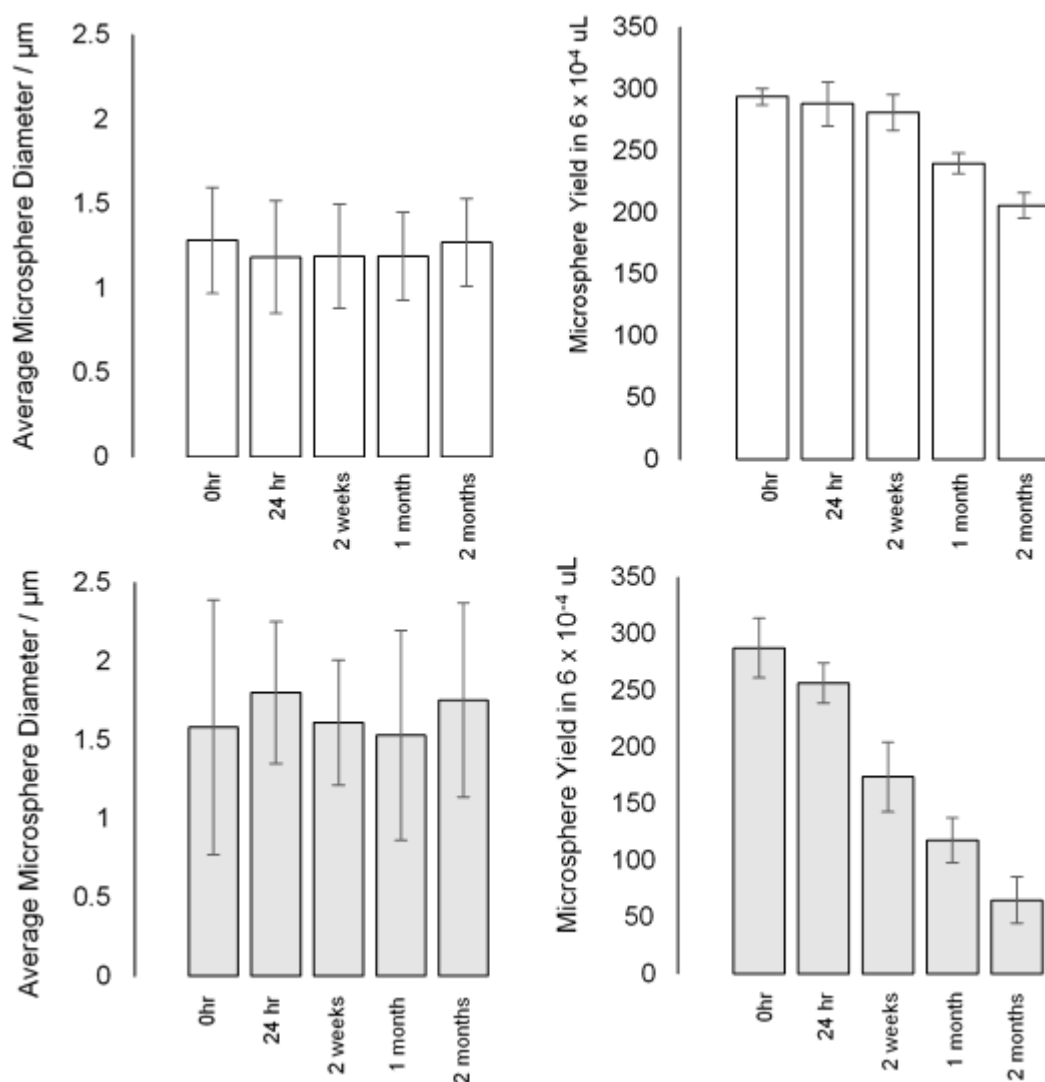 Average Microsphere Diameter / µm
2.5
2
1.5
1
0.5
0
0hr
24 hr
2 weeks
1 month
2 months
Microsphere Yield in 6 x 10⁻⁴ uL
350
300
250
200
150
100
50
0
0hr
24 hr
2 weeks
1 month
2 months
Average Microsphere Diameter / µm
2.5
2
1.5
1
0.5
0
0hr
24 hr
2 weeks
1 month
2 months
Microsphere Yield in 6 x 10⁻⁴ uL
350
300
250
200
150
100
50
0
0hr
24 hr
2 weeks
1 month
2 months